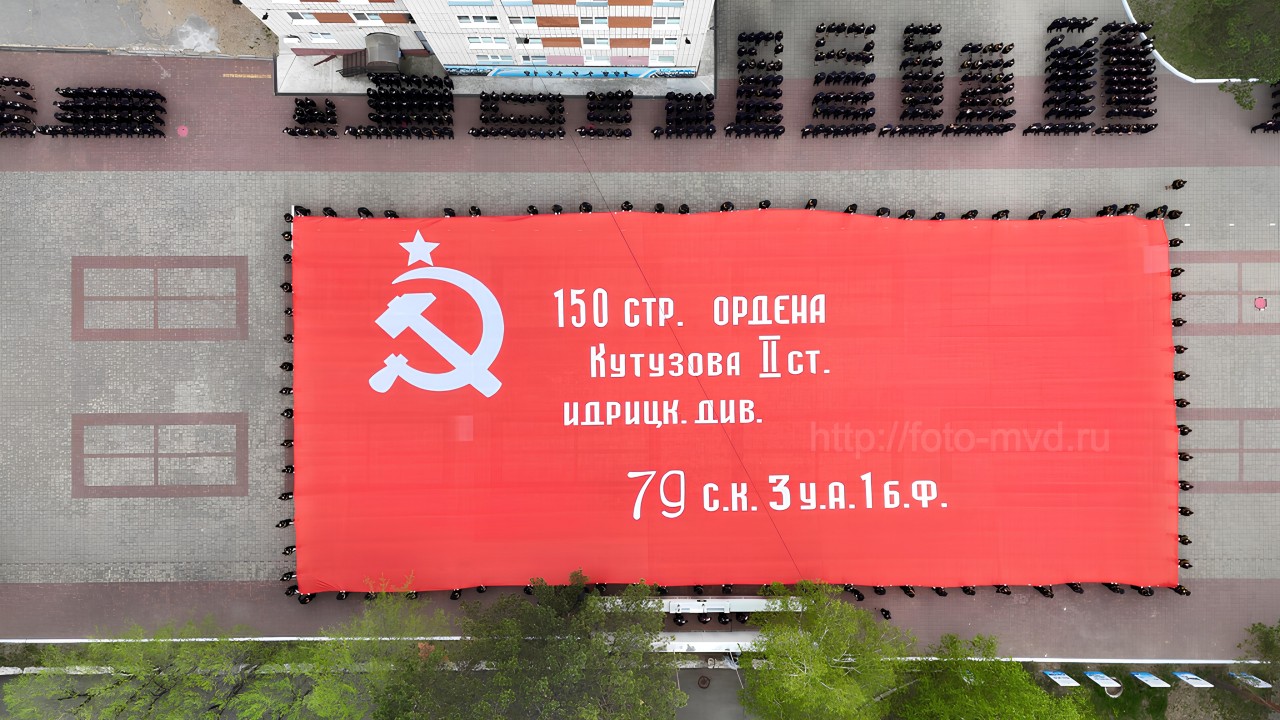 150 СТР. ОРДЕНА
КУТУЗОВА II СТ.
ИДРИЦК. ДИВ.
http://foto-mvd.ru
79 С.К. 3 У.А. 1 Б.Ф.